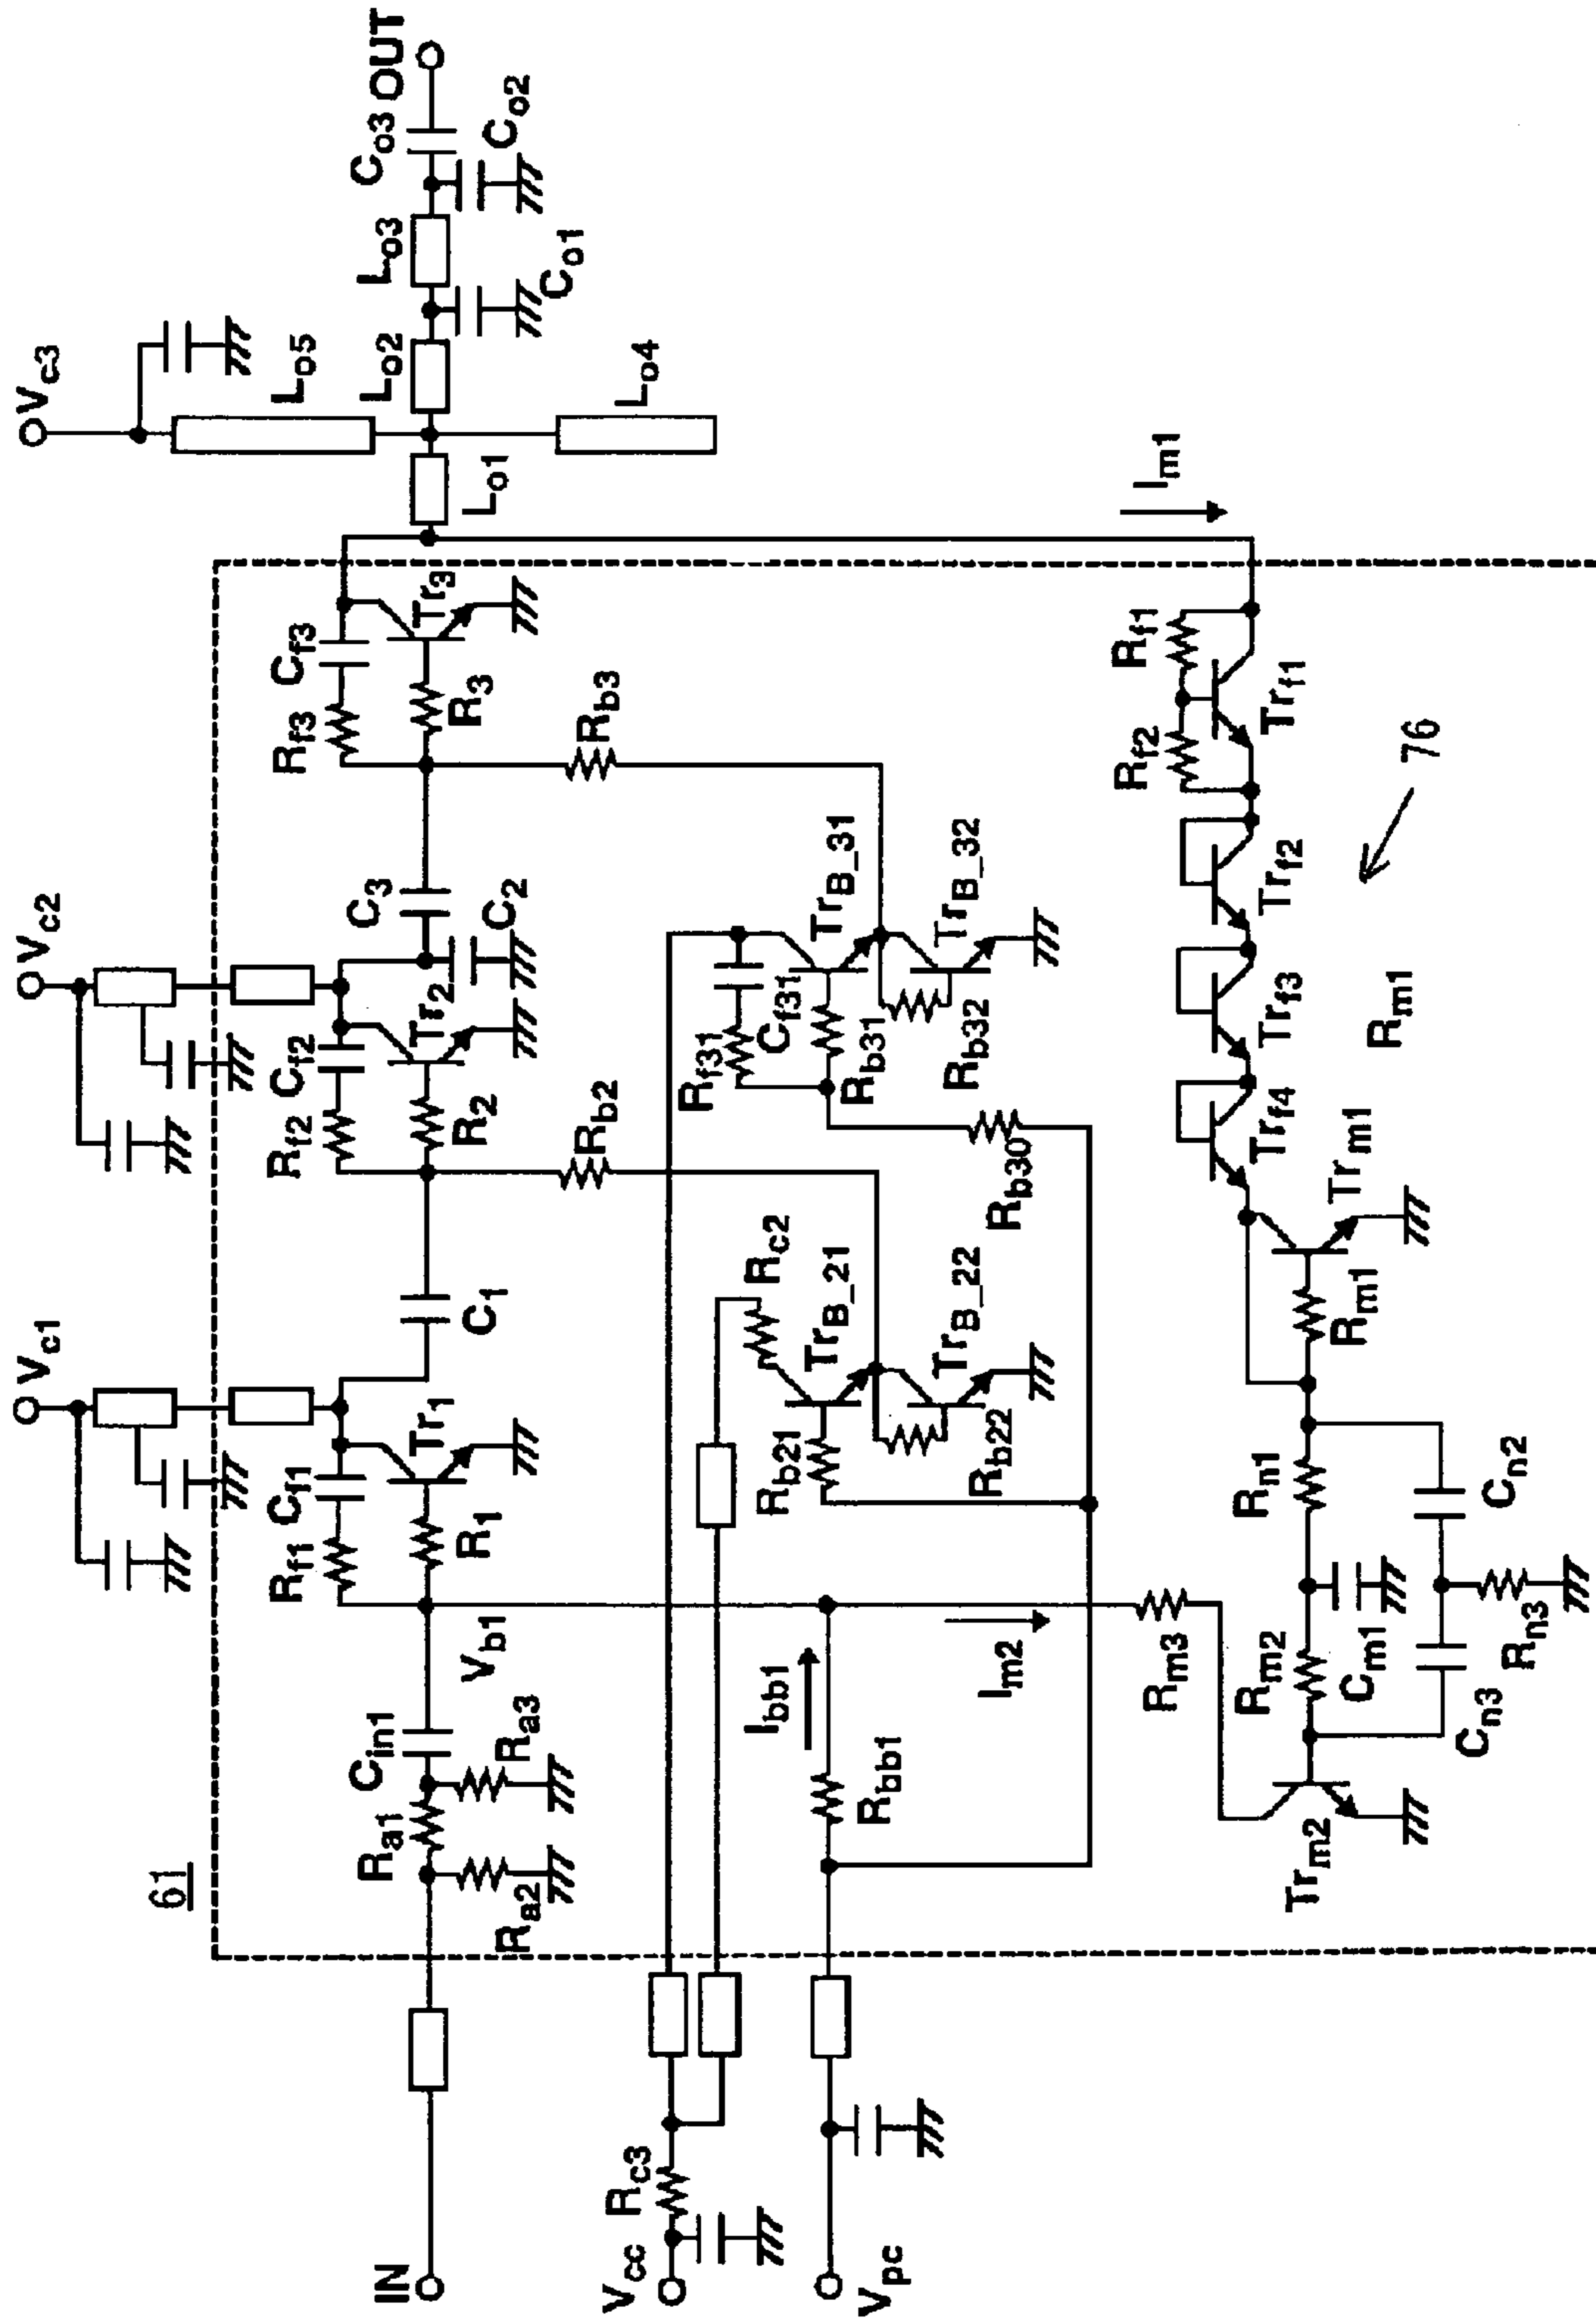 61
IN
Vcc
Rc3
Vpc
Ra2
Ra1
Ra3
Cin1
Vb1
Rf1
Cf1
R1
Tr1
Vc1
C1
Rf2
Cf2
R2
Tr2
Vc2
C3
C2
Rf3
Cf3
R3
Tr3
Lo1
Vc3
Lo5
Lo2
Lo4
Lo3
Co1
Co3
Co2
OUT
Rb2
Rb3
Rc2
Rb21
TrB_21
Rb22
TrB_22
Rf31
Cf31
Rb31
TrB_31
Rb32
TrB_32
Rb30
Rbb1
Ibb1
Im2
Rm3
Trm2
Rm2
Cm1
Cn3
Rn3
Rn1
Cn2
Rm1
Trm1
Trf4
Trf3
Rm1
Trf2
Rf2
Rf1
Trf1
Im1
76